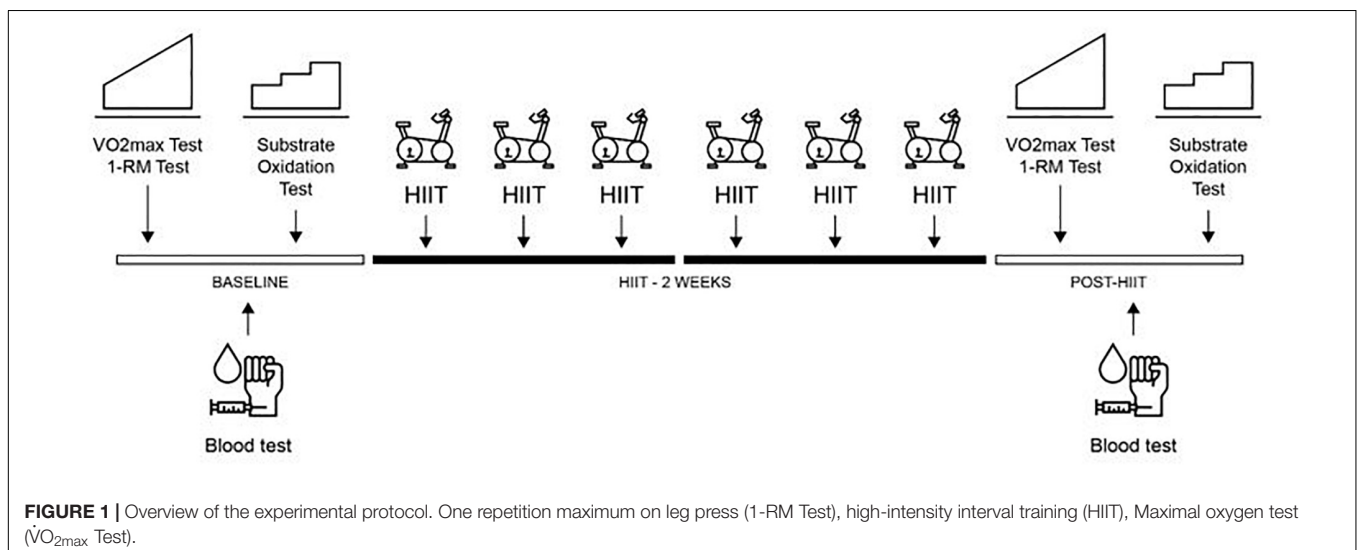 VO2max Test
1-RM Test
Substrate
Oxidation
Test
HIIT
HIIT
HIIT
HIIT
HIIT
HIIT
VO2max Test
1-RM Test
Substrate
Oxidation
Test
BASELINE
HIIT - 2 WEEKS
POST-HIIT
Blood test
Blood test
FIGURE 1 | Overview of the experimental protocol. One repetition maximum on leg press (1-RM Test), high-intensity interval training (HIIT), Maximal oxygen test
(V̇O2max Test).